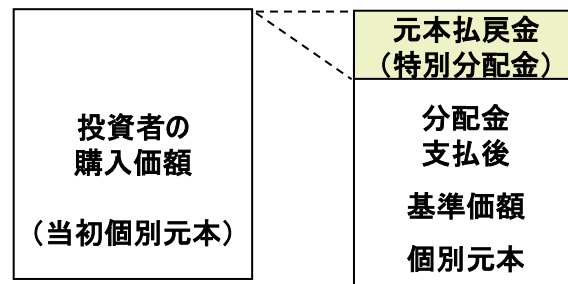 投資者の
購入価額
（当初個別元本）
元本払戻金
（特別分配金）
分配金
支払後
基準価額
個別元本